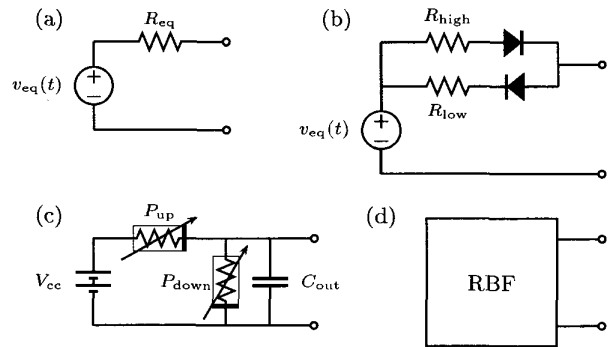 (a)
R_eq
v_eq(t)
+
−
(b)
R_high
R_low
v_eq(t)
+
−
(c)
P_up
V_cc
P_down
C_out
(d)
RBF